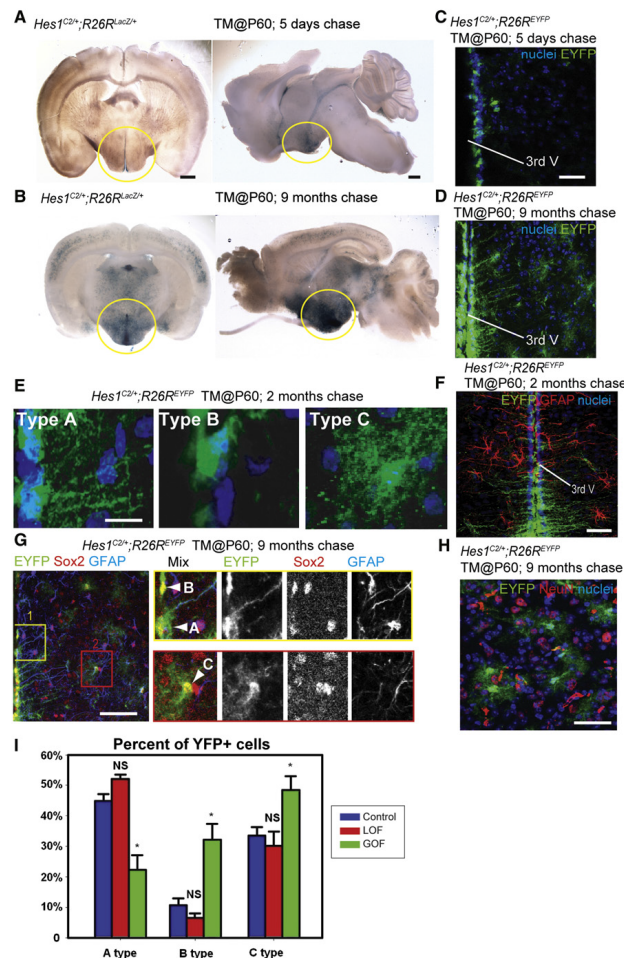 A
Hes1C2/+;R26RLacZ/+
TM@P60; 5 days chase
B
Hes1C2/+;R26RLacZ/+
TM@P60; 9 months chase
C
Hes1C2/+;R26REYFP
TM@P60; 5 days chase
nuclei EYFP
3rd V
D
Hes1C2/+;R26REYFP
TM@P60; 9 months chase
nuclei EYFP
3rd V
E
Hes1C2/+;R26REYFP TM@P60; 2 months chase
Type A
Type B
Type C
Hes1C2/+;R26REYFP
F
TM@P60; 2 months chase
EYFP GFAP nuclei
3rd V
G
Hes1C2/+;R26REYFP TM@P60; 9 months chase
EYFP Sox2 GFAP
1
2
Mix
EYFP
Sox2
GFAP
B
A
C
H
Hes1C2/+;R26REYFP
TM@P60; 9 months chase
EYFP NeuN nuclei
I
Percent of YFP+ cells
60%
50%
40%
30%
20%
10%
0
NS
*
NS
*
NS
*
A type
B type
C type
Control
LOF
GOF